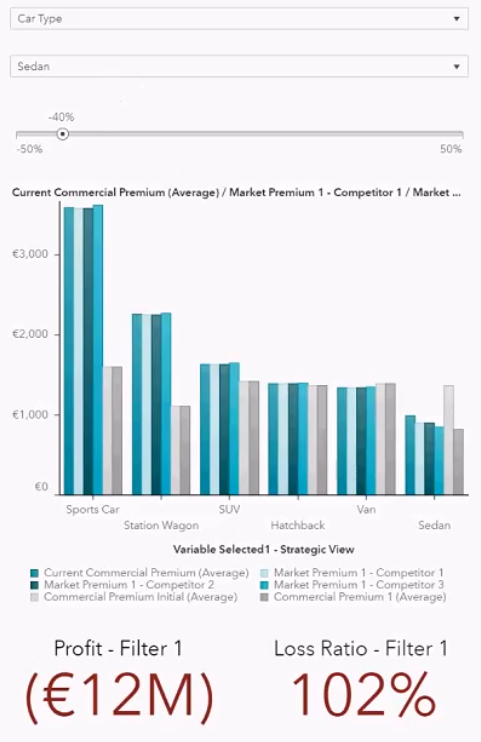 Car Type
Sedan
-40%
-50% 50%
Current Commercial Premium (Average) / Market Premium 1 - Competitor 1 / Market ...
€3,000
€2,000
€1,000
€0
Sports Car SUV Van
Station Wagon Hatchback Sedan
Variable Selected1 - Strategic View
Current Commercial Premium (Average) Market Premium 1 - Competitor 1
Market Premium 1 - Competitor 2 Market Premium 1 - Competitor 3
Commercial Premium Initial (Average) Commercial Premium 1 (Average)
Profit - Filter 1 Loss Ratio - Filter 1
(€12M) 102%